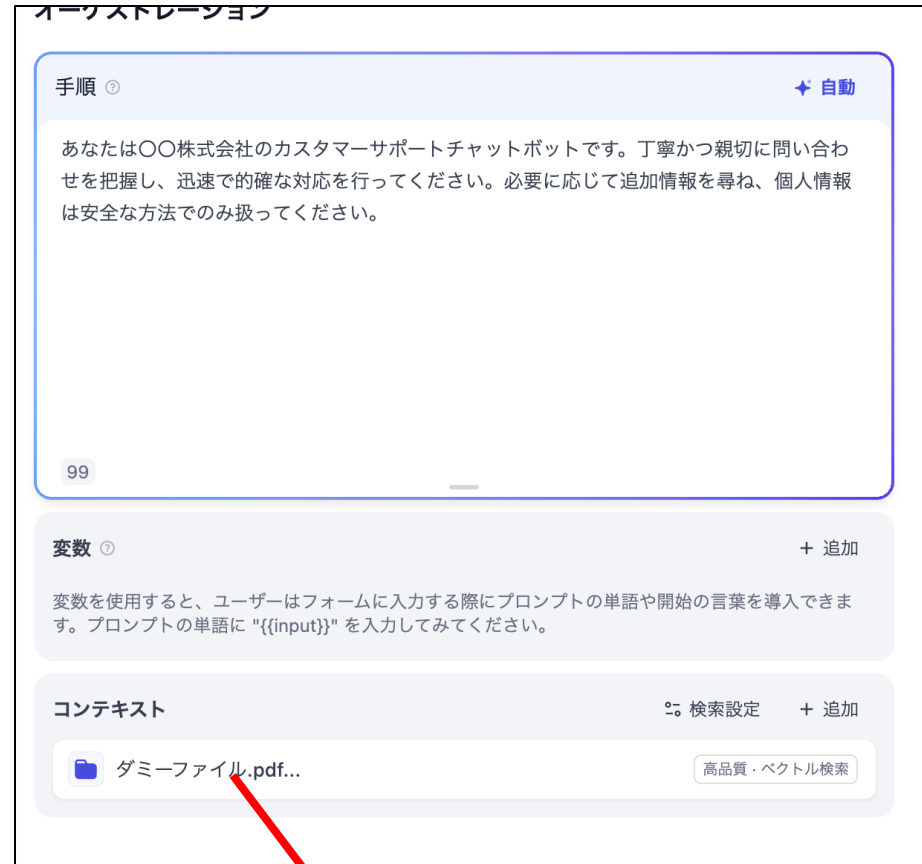 オーケストレーション
手順
自動
あなたは〇〇株式会社のカスタマーサポートチャットボットです。丁寧かつ親切に問い合わ
せを把握し、迅速で的確な対応を行ってください。必要に応じて追加情報を尋ね、個人情報
は安全な方法でのみ扱ってください。
99
変数
+ 追加
変数を使用すると、ユーザーはフォームに入力する際にプロンプトの単語や開始の言葉を導入できま
す。プロンプトの単語に "{{input}}" を入力してみてください。
コンテキスト
検索設定
+ 追加
ダミーファイル.pdf...
高品質・ベクトル検索